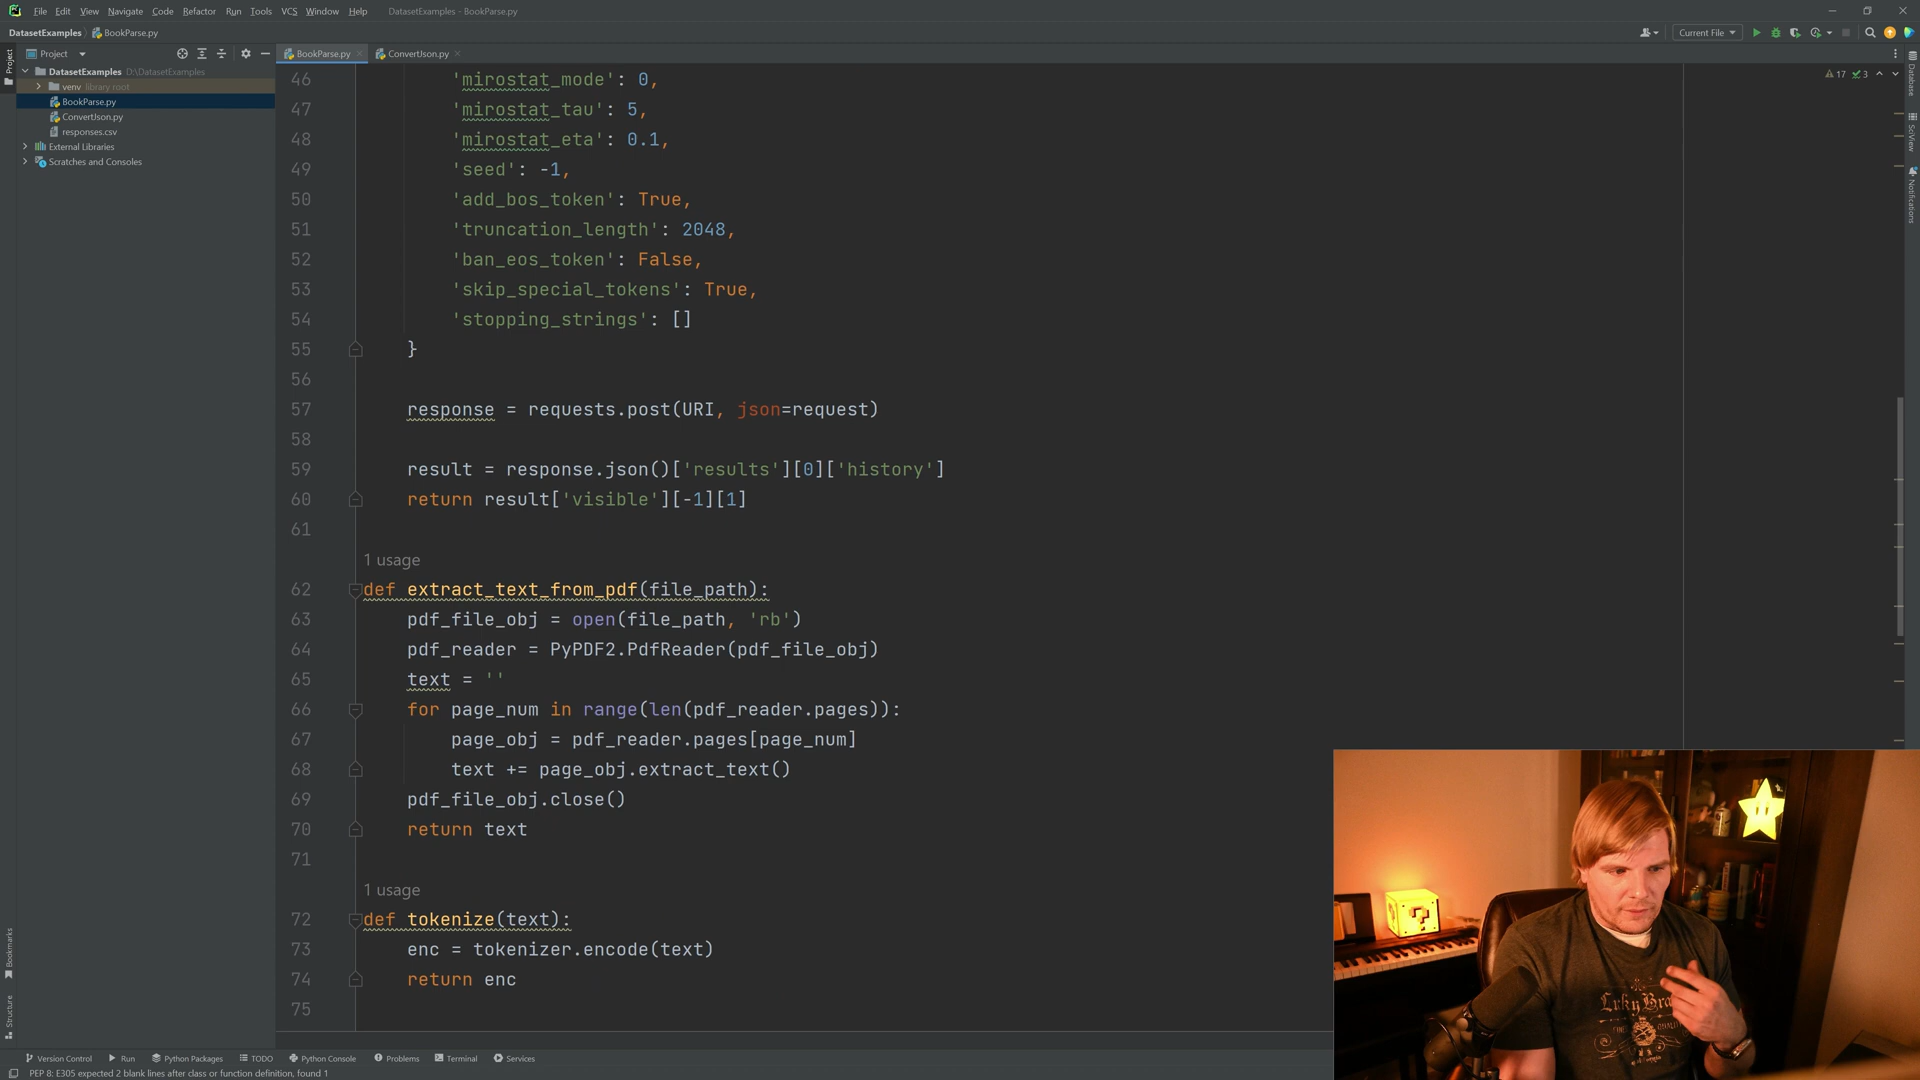 File Edit View Navigate Code Refactor Run Tools VCS Window Help DatasetExamples - BookParse.py
DatasetExamples BookParse.py Current File
Project
Project
BookParse.py ConvertJson.py
DatasetExamples D:\DatasetExamples
venv library root
BookParse.py
ConvertJson.py
responses.csv
External Libraries
Scratches and Consoles
17 3
Database
SciView
Notifications
46 'mirostat_mode': 0,
47 'mirostat_tau': 5,
48 'mirostat_eta': 0.1,
49 'seed': -1,
50 'add_bos_token': True,
51 'truncation_length': 2048,
52 'ban_eos_token': False,
53 'skip_special_tokens': True,
54 'stopping_strings': []
55 }
56
57 response = requests.post(URI, json=request)
58
59 result = response.json()['results'][0]['history']
60 return result['visible'][-1][1]
61
1 usage
62 def extract_text_from_pdf(file_path):
63 pdf_file_obj = open(file_path, 'rb')
64 pdf_reader = PyPDF2.PdfReader(pdf_file_obj)
65 text = ''
66 for page_num in range(len(pdf_reader.pages)):
67 page_obj = pdf_reader.pages[page_num]
68 text += page_obj.extract_text()
69 pdf_file_obj.close()
70 return text
71
1 usage
72 def tokenize(text):
73 enc = tokenizer.encode(text)
74 return enc
75
Bookmarks
Structure
Version Control Run Python Packages TODO Python Console Problems Terminal Services
PEP 8: E305 expected 2 blank lines after class or function definition, found 1